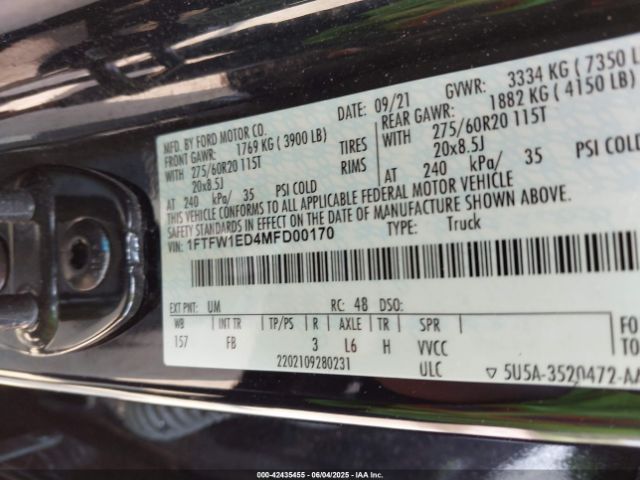 MFD. BY FORD MOTOR CO. DATE: 09/21 GVWR: 3334 KG ( 7350 L
FRONT GAWR: 1769 KG ( 3900 LB) REAR GAWR: 1882 KG ( 4150 LB)
WITH 275/60R20 115T TIRES WITH 275/60R20 115T
20x8.5J RIMS 20x8.5J
AT 240 kPa/ 35 PSI COLD AT 240 kPa/ 35 PSI COLD
THIS VEHICLE CONFORMS TO ALL APPLICABLE FEDERAL MOTOR VEHICLE
SAFETY STANDARDS IN EFFECT ON THE DATE OF MANUFACTURE SHOWN ABOVE.
VIN: 1FTFW1ED4MFD00170 TYPE: Truck
EXT PNT: UM RC: 48 DSO:
WB INT TR TP/PS R AXLE TR SPR
157 FB 3 L6 H VVCC
2202109280231 ULC
▽ 5U5A-3520472-AA
000-42435455 - 06/04/2025 - IAA Inc.